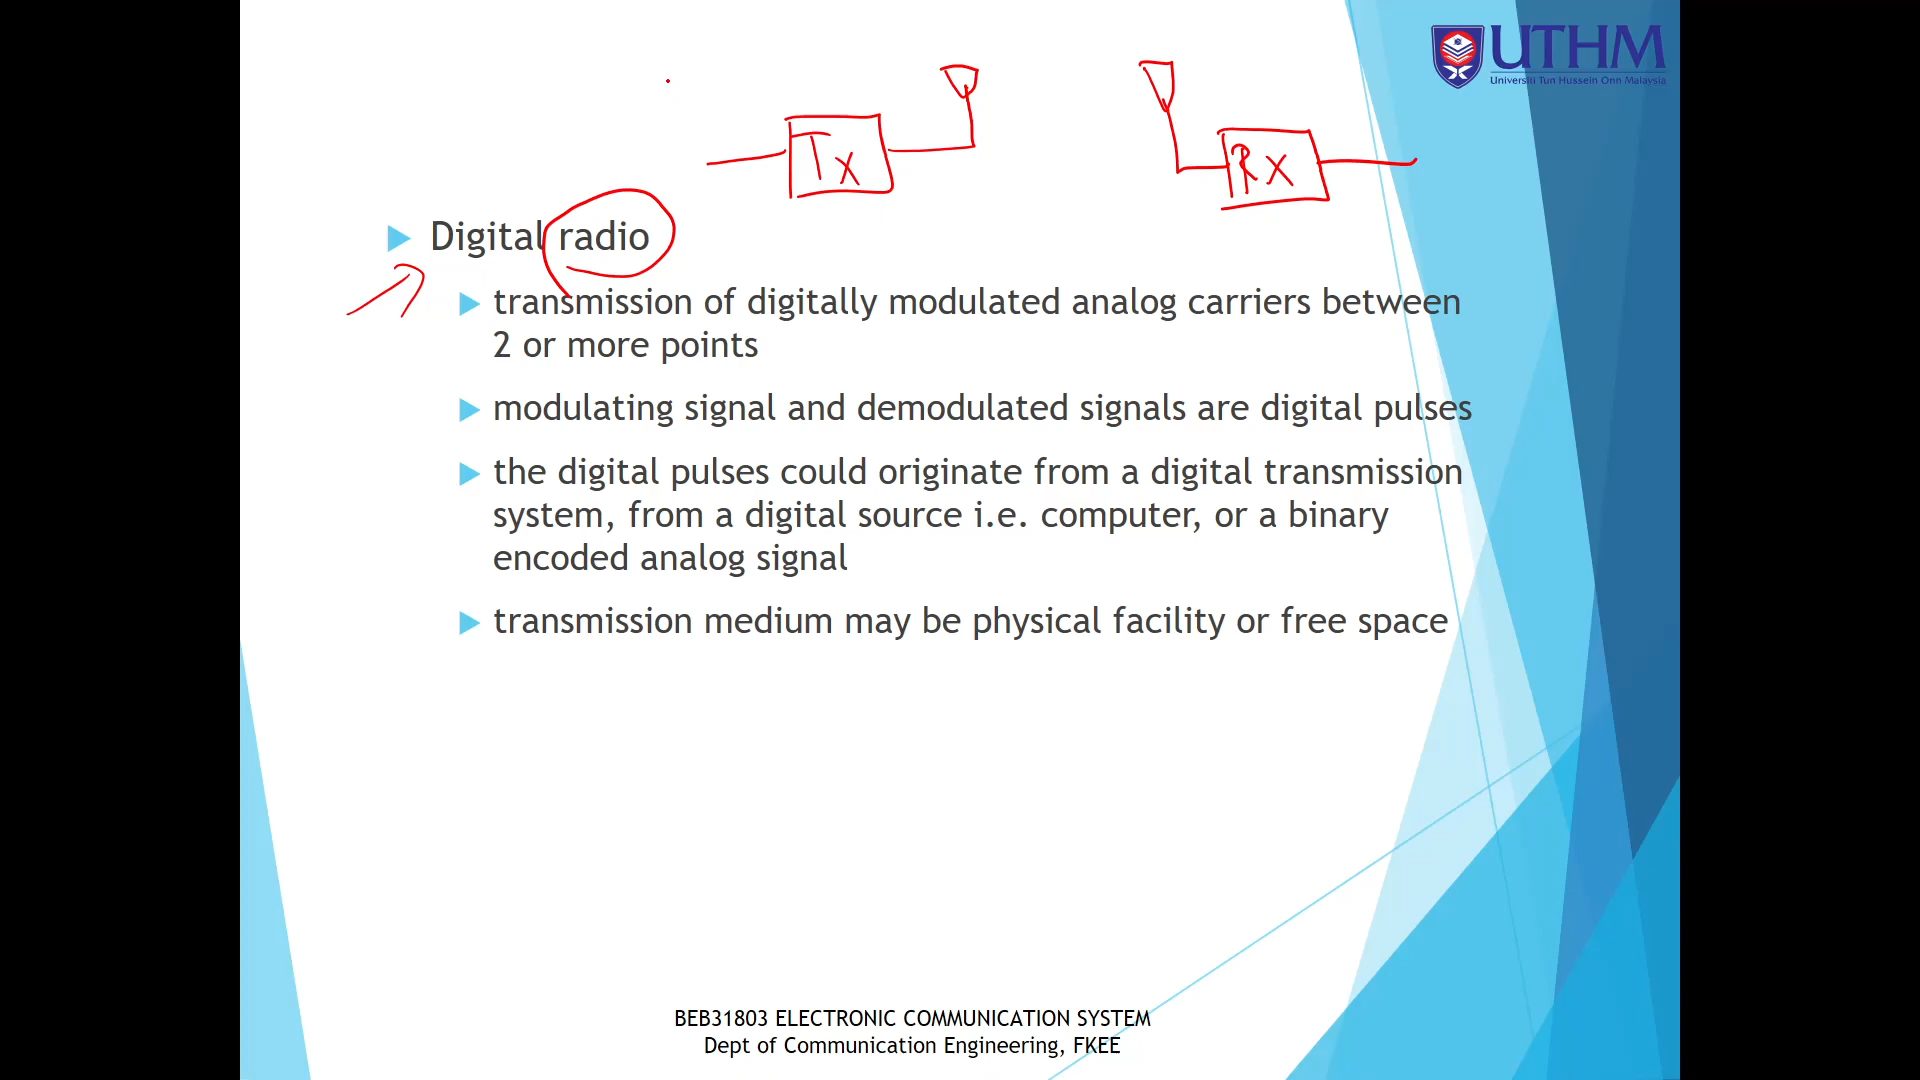 UTHM
Universiti Tun Hussein Onn Malaysia
Tx
Rx
Digital radio
transmission of digitally modulated analog carriers between
2 or more points
modulating signal and demodulated signals are digital pulses
the digital pulses could originate from a digital transmission
system, from a digital source i.e. computer, or a binary
encoded analog signal
transmission medium may be physical facility or free space
BEB31803 ELECTRONIC COMMUNICATION SYSTEM
Dept of Communication Engineering, FKEE